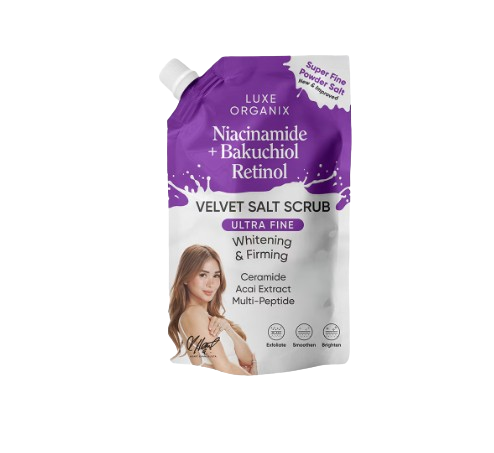 Super Fine
Powder Salt
New & Improved
LUXE
ORGANIX
Niacinamide
+ Bakuchiol
Retinol
VELVET SALT SCRUB
ULTRA FINE
Whitening
& Firming
Ceramide
Acai Extract
Multi-Peptide
Exfoliate Smoothen Brighten